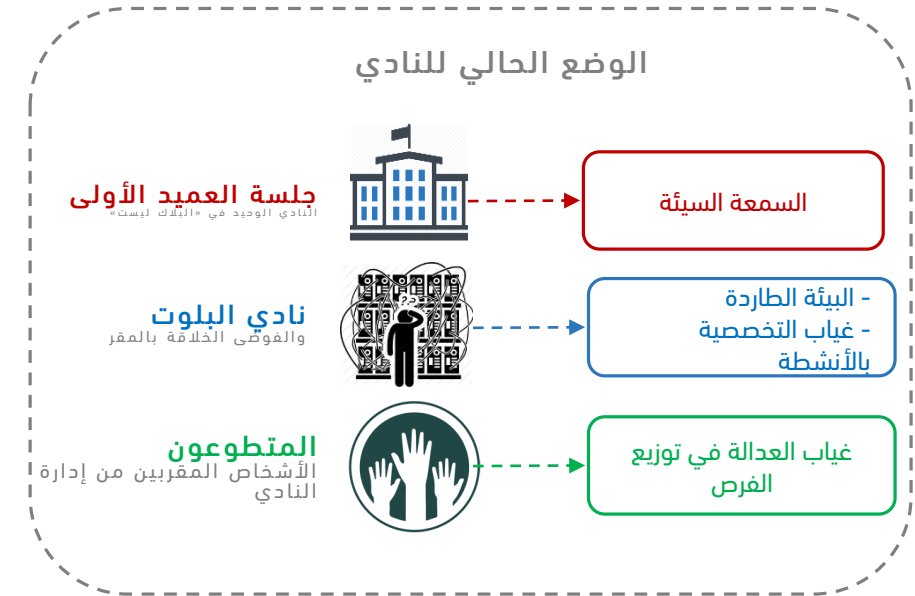 الوضع الحالي للنادي
جلسة العميد الأولى
النادي الوحيد في «البلاك ليست»
السمعة السيئة
نادي البلوت
والفوضى الخلاقة بالمقر
- البيئة الطاردة
- غياب التخصصية
بالأنشطة
المتطوعون
الأشخاص المقربين من إدارة
النادي
غياب العدالة في توزيع
الفرص